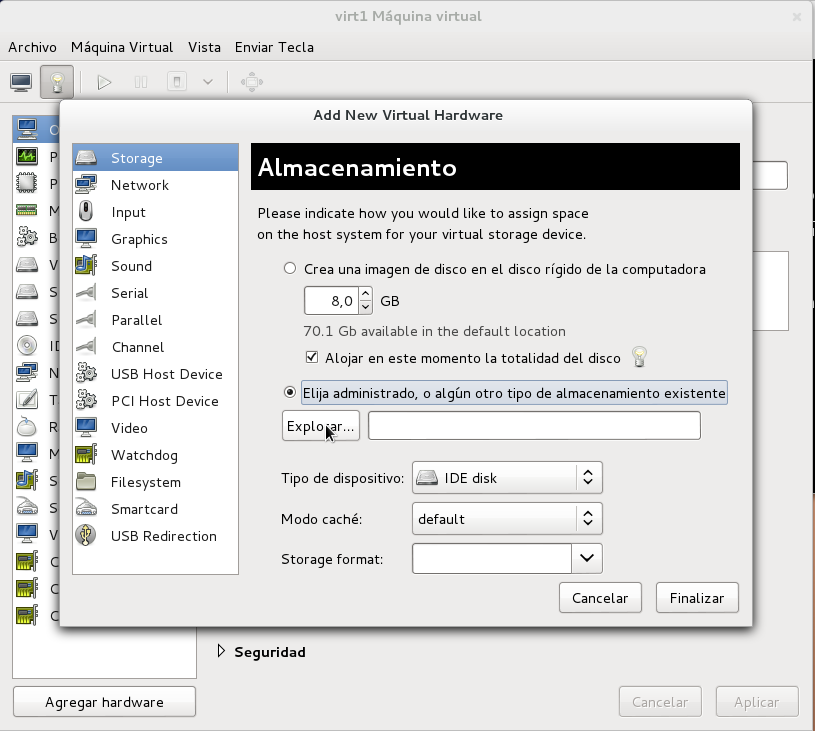 virt1 Máquina virtual
Archivo Máquina Virtual Vista Enviar Tecla
Add New Virtual Hardware
Storage
Network
Input
Graphics
Sound
Serial
Parallel
Channel
USB Host Device
PCI Host Device
Video
Watchdog
Filesystem
Smartcard
USB Redirection
Almacenamiento
Please indicate how you would like to assign space
on the host system for your virtual storage device.
Crea una imagen de disco en el disco rígido de la computadora
8,0 GB
70.1 Gb available in the default location
Alojar en este momento la totalidad del disco
Elija administrado, o algún otro tipo de almacenamiento existente
Explorar...
Tipo de dispositivo: IDE disk
Modo caché: default
Storage format:
Cancelar Finalizar
Seguridad
Agregar hardware
Cancelar Aplicar